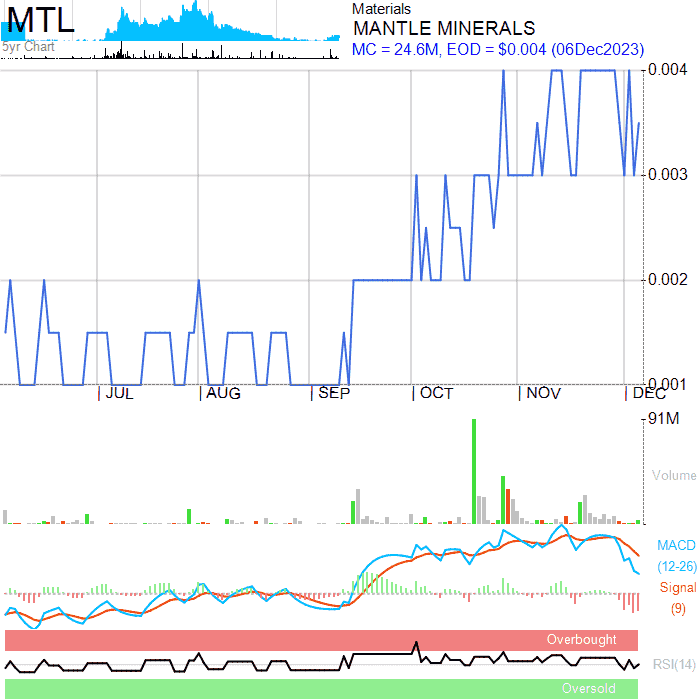 MTL
5yr Chart
Materials
MANTLE MINERALS
MC = 24.6M, EOD = $0.004 (06Dec2023)
0.004
0.003
0.002
0.001
JUL
AUG
SEP
OCT
NOV
DEC
91M
Volume
MACD
(12-26)
Signal
(9)
Overbought
RSI(14)
Oversold